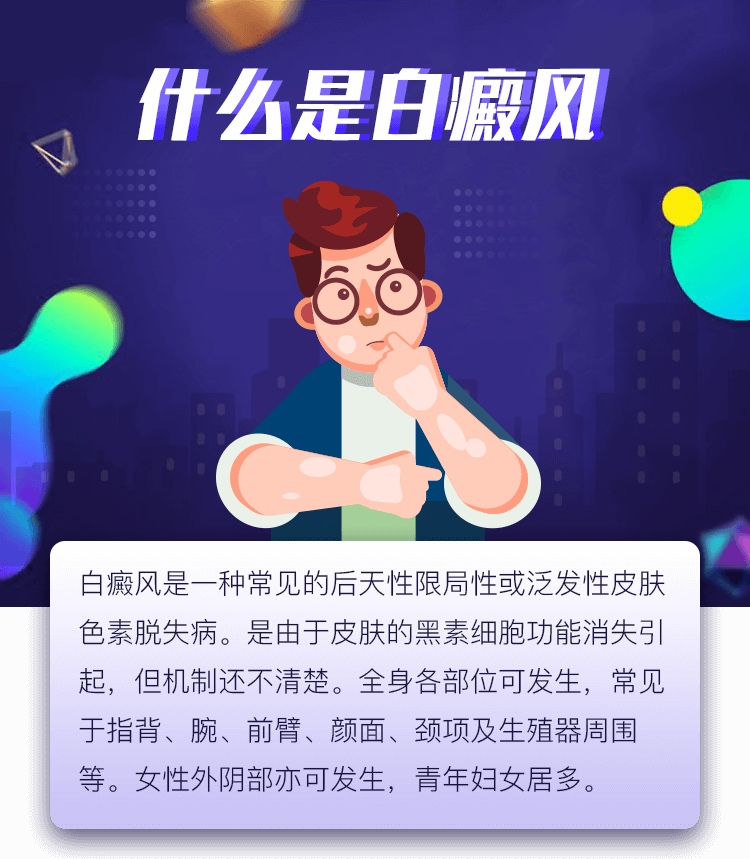 什么是白癜风
白癜风是一种常见的后天性限局性或泛发性皮肤
色素脱失病。是由于皮肤的黑素细胞功能消失引
起，但机制还不清楚。全身各部位可发生，常见
于指背、腕、前臂、颜面、颈项及生殖器周围
等。女性外阴部亦可发生，青年妇女居多。